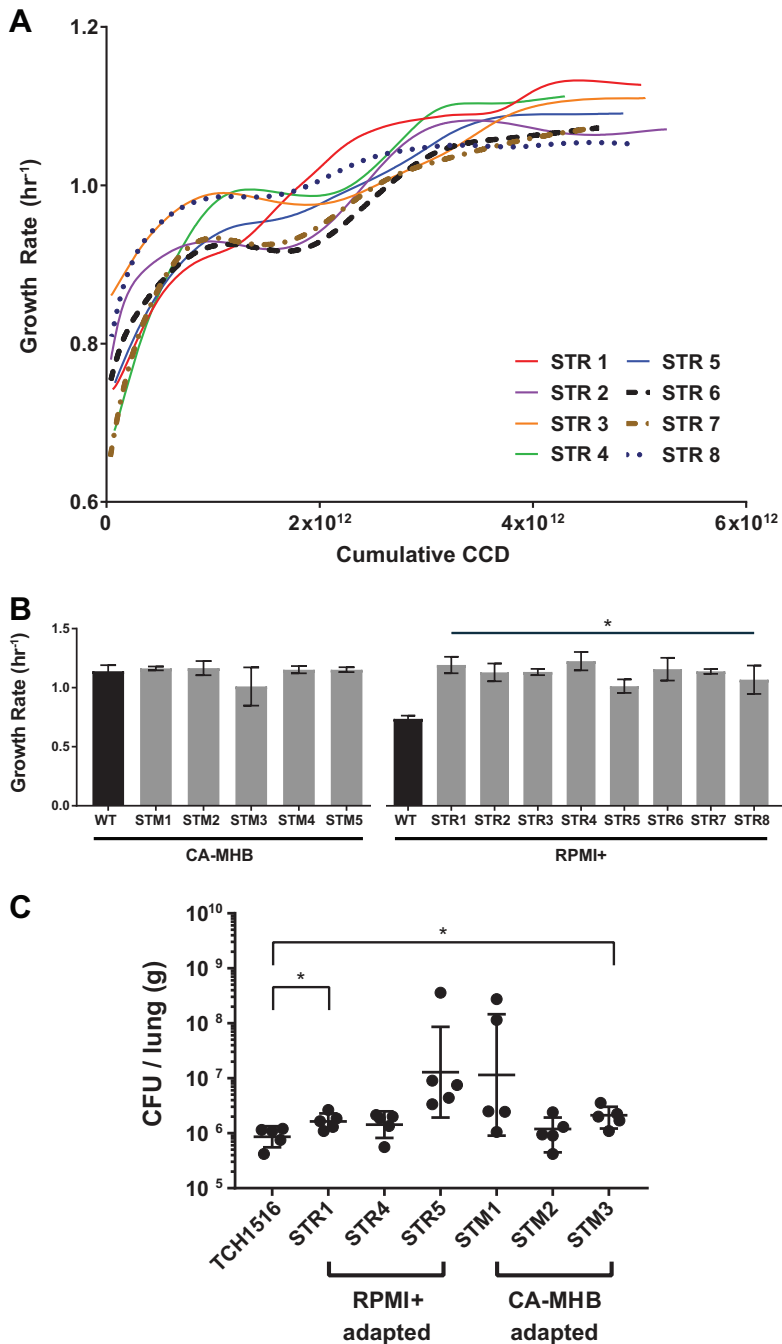 A
1.2
1.0
0.8
0.6
Growth Rate (hr⁻¹)
STR 1
STR 5
STR 2
STR 6
STR 3
STR 7
STR 4
STR 8
0
2x10¹²
4x10¹²
6x10¹²
Cumulative CCD
B
1.5
1.0
0.5
0.0
Growth Rate (hr⁻¹)
*
WT STM1 STM2 STM3 STM4 STM5
CA-MHB
WT STR1 STR2 STR3 STR4 STR5 STR6 STR7 STR8
RPMI+
C
10¹⁰
10⁹
10⁸
10⁷
10⁶
10⁵
CFU / lung (g)
*
*
TCH1516
STR1
STR4
STR5
STM1
STM2
STM3
RPMI+
adapted
CA-MHB
adapted